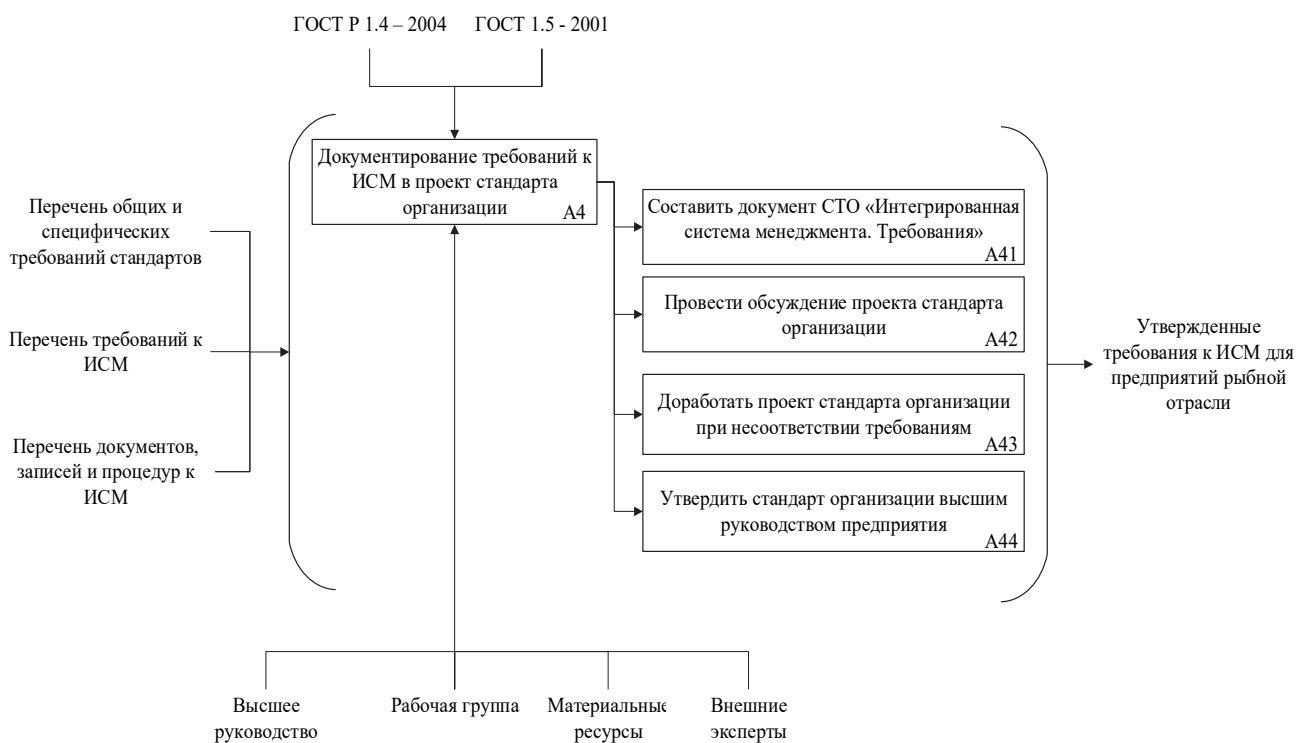 ГОСТ Р 1.4 – 2004
ГОСТ 1.5 - 2001
Документирование требований к
ИСМ в проект стандарта
организации
А4
Перечень общих и
специфических
требований стандартов
Перечень требований к
ИСМ
Перечень документов,
записей и процедур к
ИСМ
Составить документ СТО «Интегрированная
система менеджмента. Требования»
А41
Провести обсуждение проекта стандарта
организации
А42
Доработать проект стандарта организации
при несоответствии требованиям
А43
Утвердить стандарт организации высшим
руководством предприятия
А44
Утвержденные
требования к ИСМ для
предприятий рыбной
отрасли
Высшее
руководство
Рабочая группа
Материальные
ресурсы
Внешние
эксперты